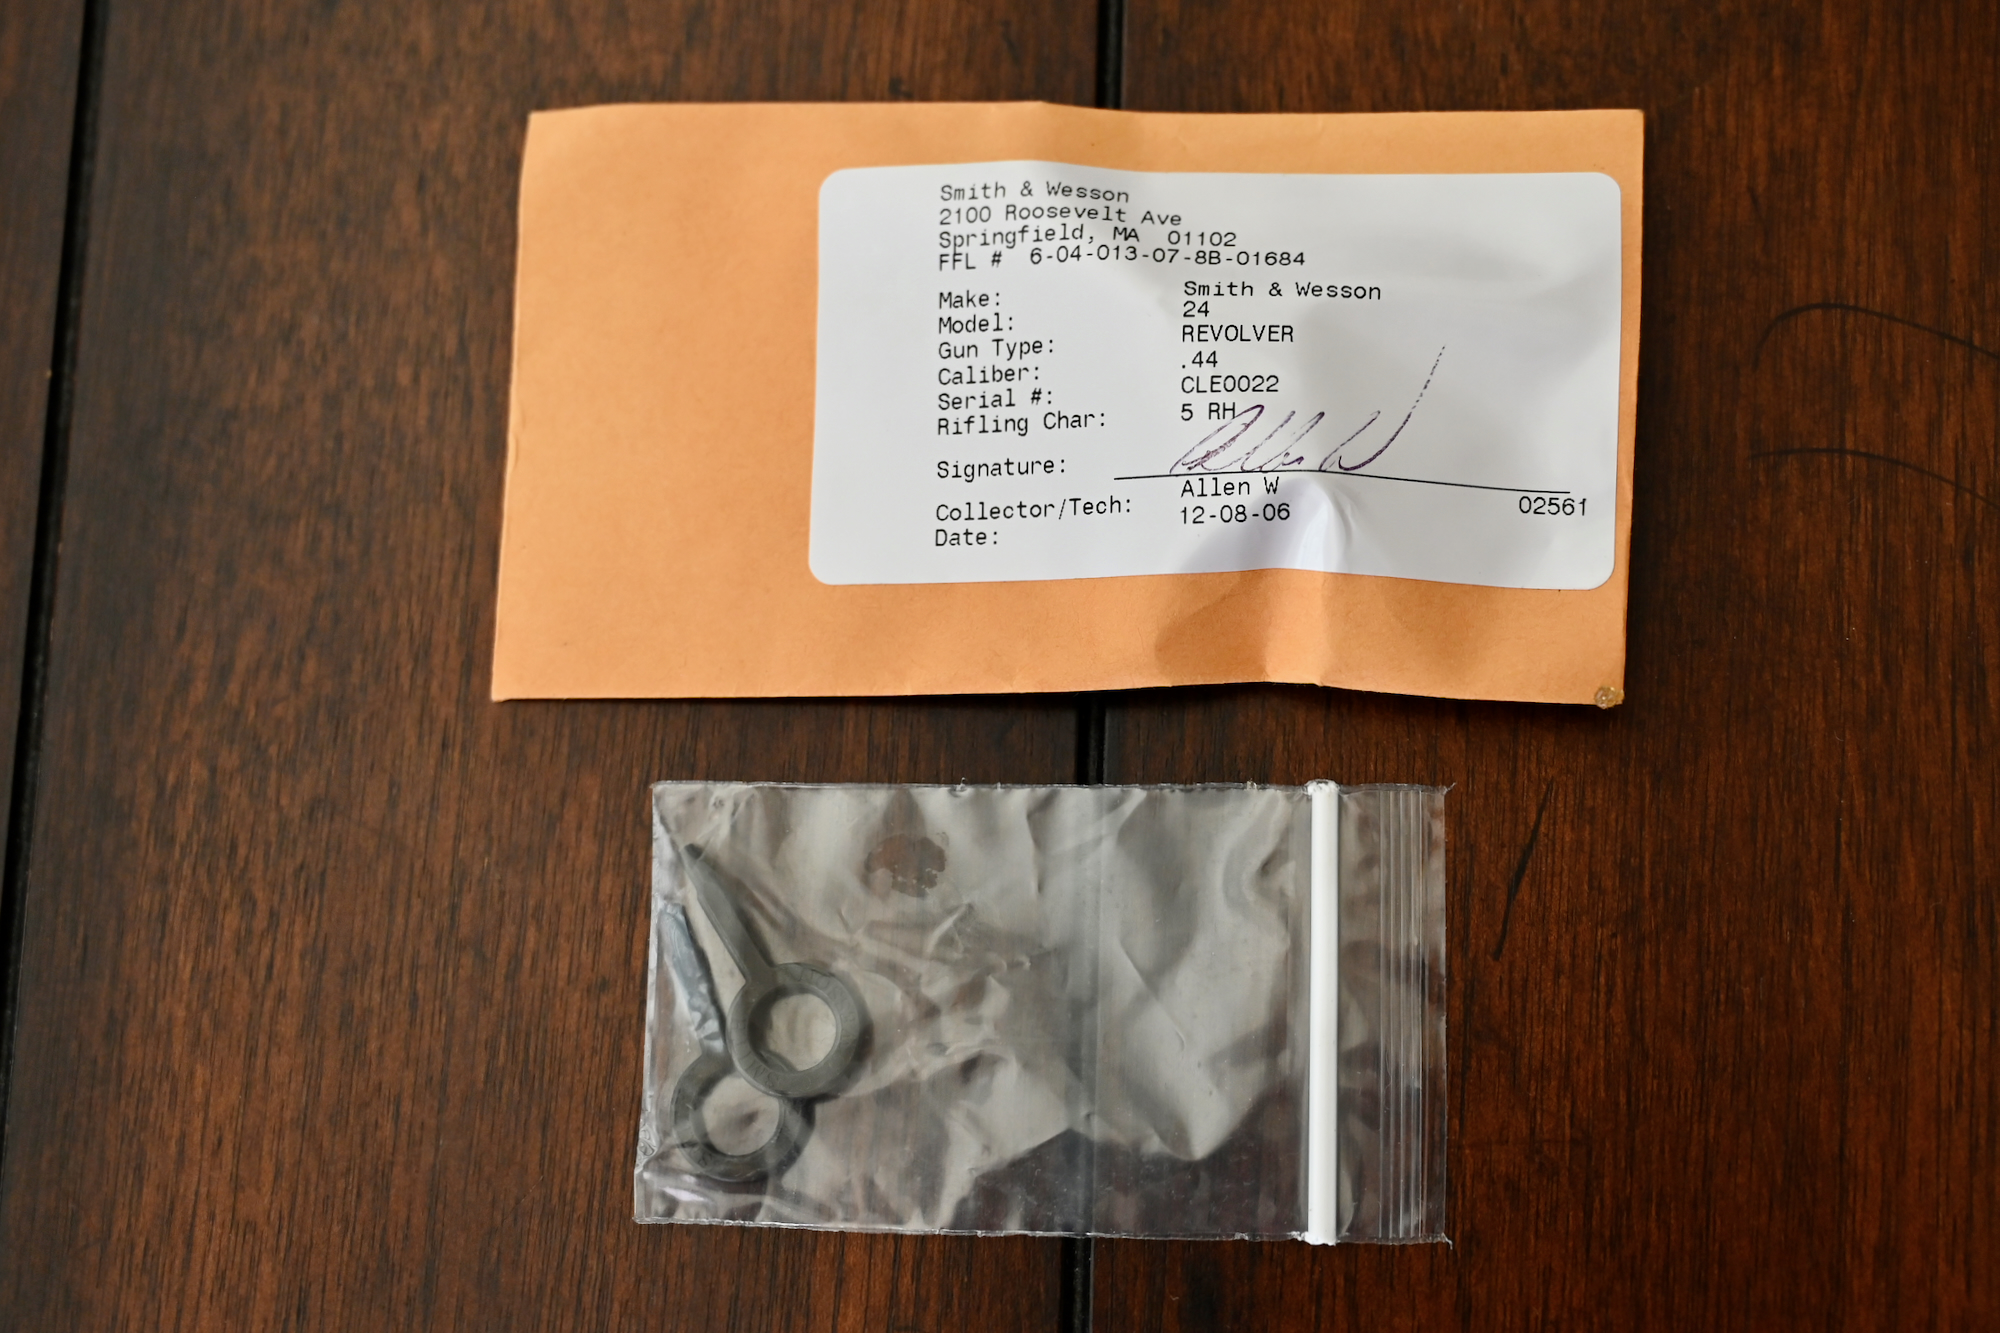 Smith & Wesson
2100 Roosevelt Ave
Springfield, MA 01102
FFL # 6-04-013-07-8B-01684
Make: Smith & Wesson
Model: 24
Gun Type: REVOLVER
Caliber: .44
Serial #: CLE0022
Rifling Char: 5 RH
Signature: Allen W
Collector/Tech: Allen W 02561
Date: 12-08-06